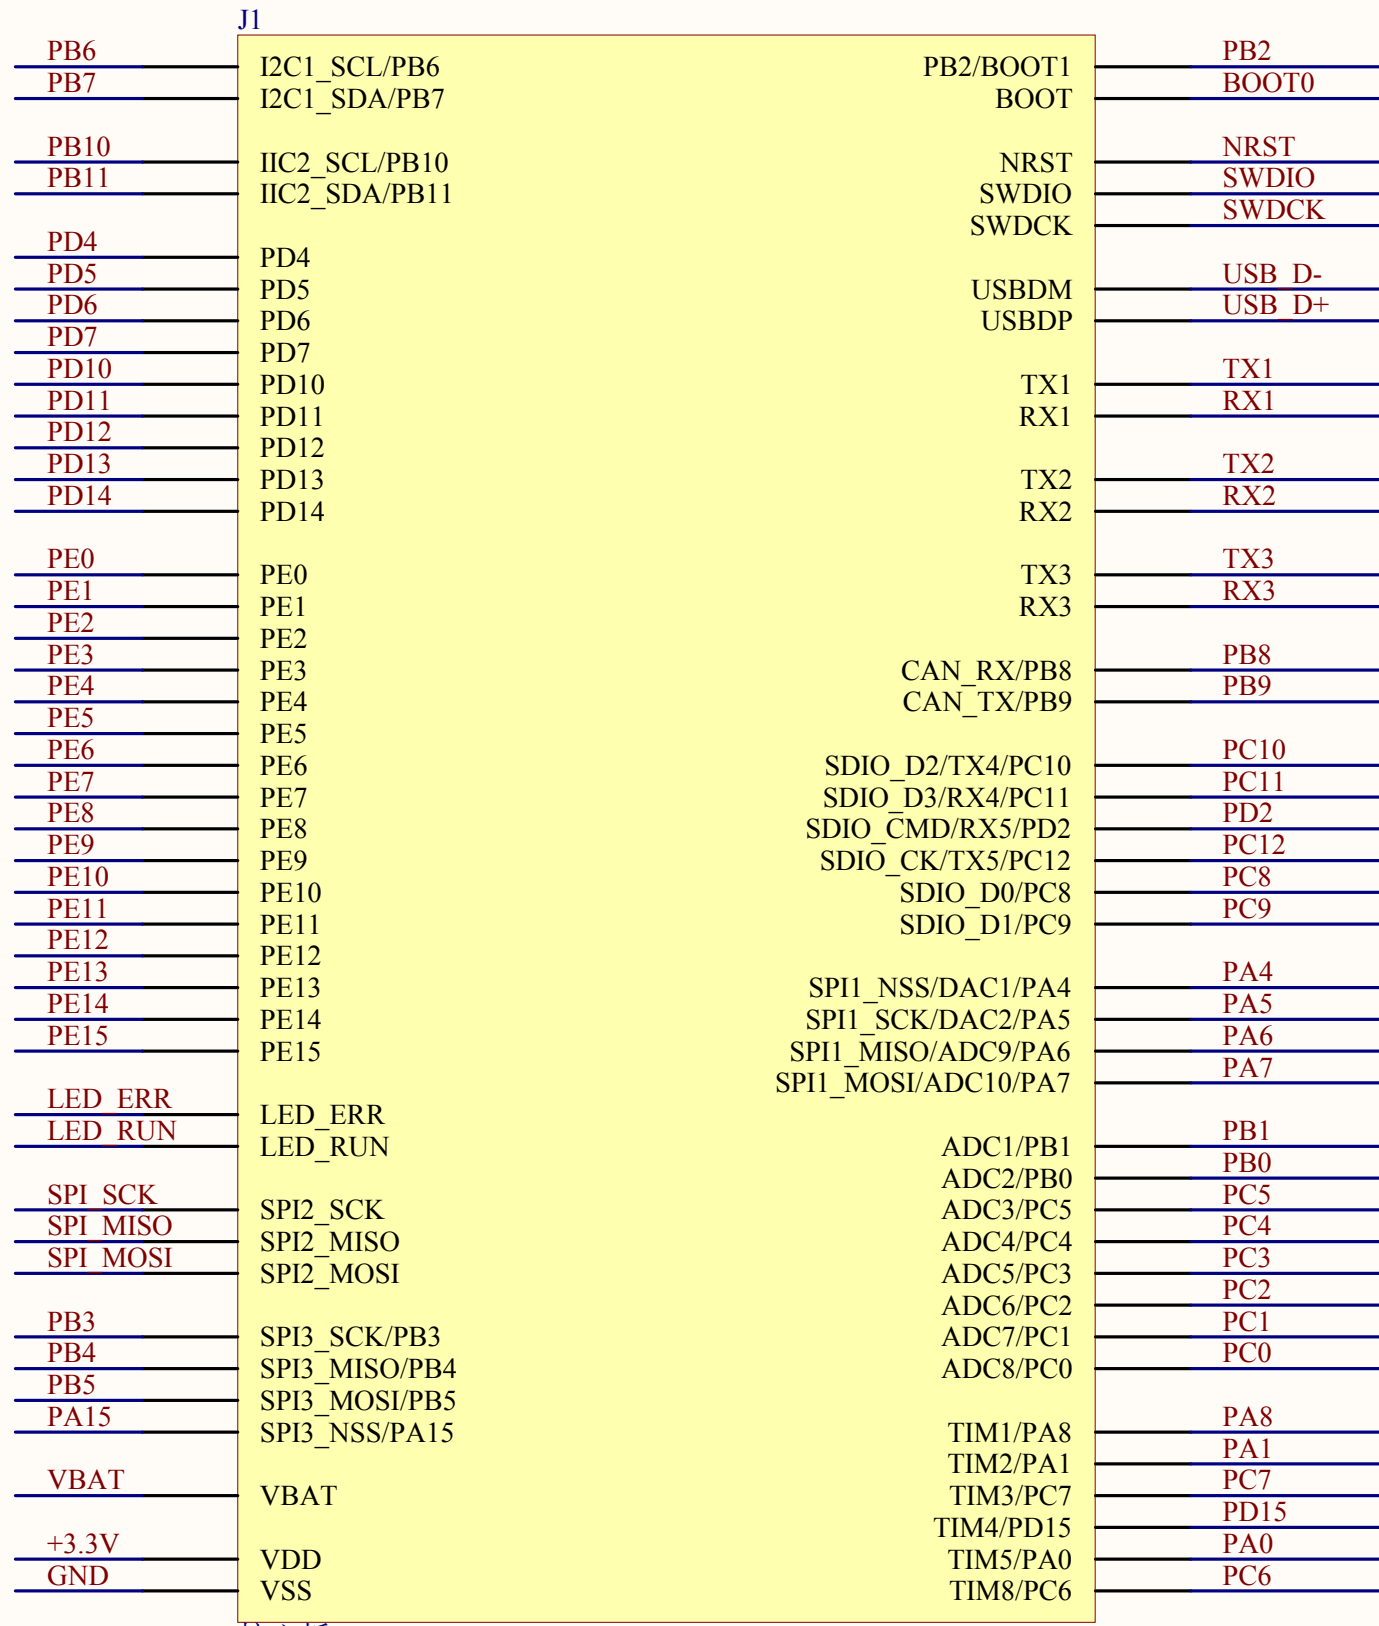 J1
PB6 I2C1_SCL/PB6 PB2/BOOT1 PB2
PB7 I2C1_SDA/PB7 BOOT BOOT0
PB10 IIC2_SCL/PB10 NRST NRST
PB11 IIC2_SDA/PB11 SWDIO SWDIO
SWDCK SWDCK
PD4 PD4
PD5 PD5 USBDM USB_D-
PD6 PD6 USBDP USB_D+
PD7 PD7
PD10 PD10 TX1 TX1
PD11 PD11 RX1 RX1
PD12 PD12
PD13 PD13 TX2 TX2
PD14 PD14 RX2 RX2
PE0 PE0 TX3 TX3
PE1 PE1 RX3 RX3
PE2 PE2
PE3 PE3 CAN_RX/PB8 PB8
PE4 PE4 CAN_TX/PB9 PB9
PE5 PE5
PE6 PE6 SDIO_D2/TX4/PC10 PC10
PE7 PE7 SDIO_D3/RX4/PC11 PC11
PE8 PE8 SDIO_CMD/RX5/PD2 PD2
PE9 PE9 SDIO_CK/TX5/PC12 PC12
PE10 PE10 SDIO_D0/PC8 PC8
PE11 PE11 SDIO_D1/PC9 PC9
PE12 PE12
PE13 PE13 SPI1_NSS/DAC1/PA4 PA4
PE14 PE14 SPI1_SCK/DAC2/PA5 PA5
PE15 PE15 SPI1_MISO/ADC9/PA6 PA6
SPI1_MOSI/ADC10/PA7 PA7
LED_ERR LED_ERR
LED_RUN LED_RUN ADC1/PB1 PB1
ADC2/PB0 PB0
SPI_SCK SPI2_SCK ADC3/PC5 PC5
SPI_MISO SPI2_MISO ADC4/PC4 PC4
SPI_MOSI SPI2_MOSI ADC5/PC3 PC3
ADC6/PC2 PC2
PB3 SPI3_SCK/PB3 ADC7/PC1 PC1
PB4 SPI3_MISO/PB4 ADC8/PC0 PC0
PB5 SPI3_MOSI/PB5
PA15 SPI3_NSS/PA15 TIM1/PA8 PA8
TIM2/PA1 PA1
VBAT VBAT TIM3/PC7 PC7
TIM4/PD15 PD15
+3.3V VDD TIM5/PA0 PA0
GND VSS TIM8/PC6 PC6